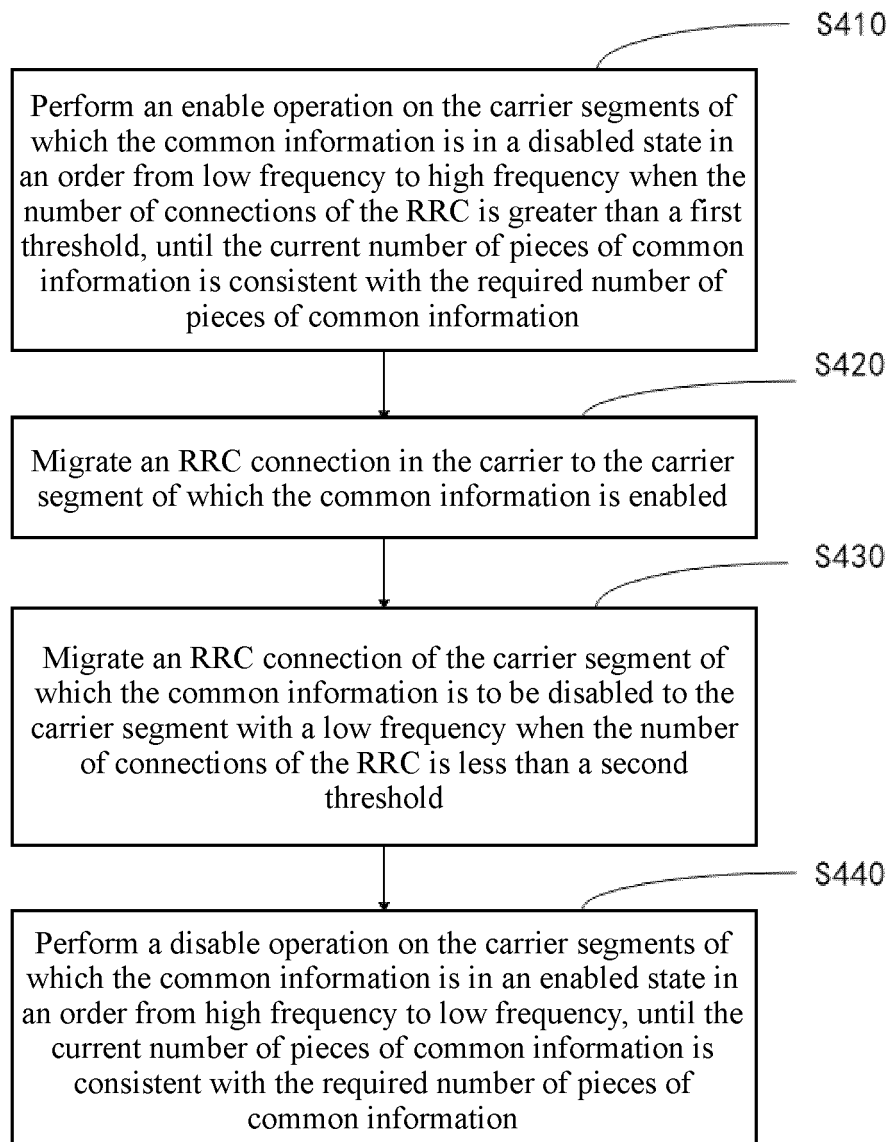 S410
Perform an enable operation on the carrier segments of
which the common information is in a disabled state in
an order from low frequency to high frequency when the
number of connections of the RRC is greater than a first
threshold, until the current number of pieces of common
information is consistent with the required number of
pieces of common information
S420
Migrate an RRC connection in the carrier to the carrier
segment of which the common information is enabled
S430
Migrate an RRC connection of the carrier segment of
which the common information is to be disabled to the
carrier segment with a low frequency when the number
of connections of the RRC is less than a second
threshold
S440
Perform a disable operation on the carrier segments of
which the common information is in an enabled state in
an order from high frequency to low frequency, until the
current number of pieces of common information is
consistent with the required number of pieces of
common information